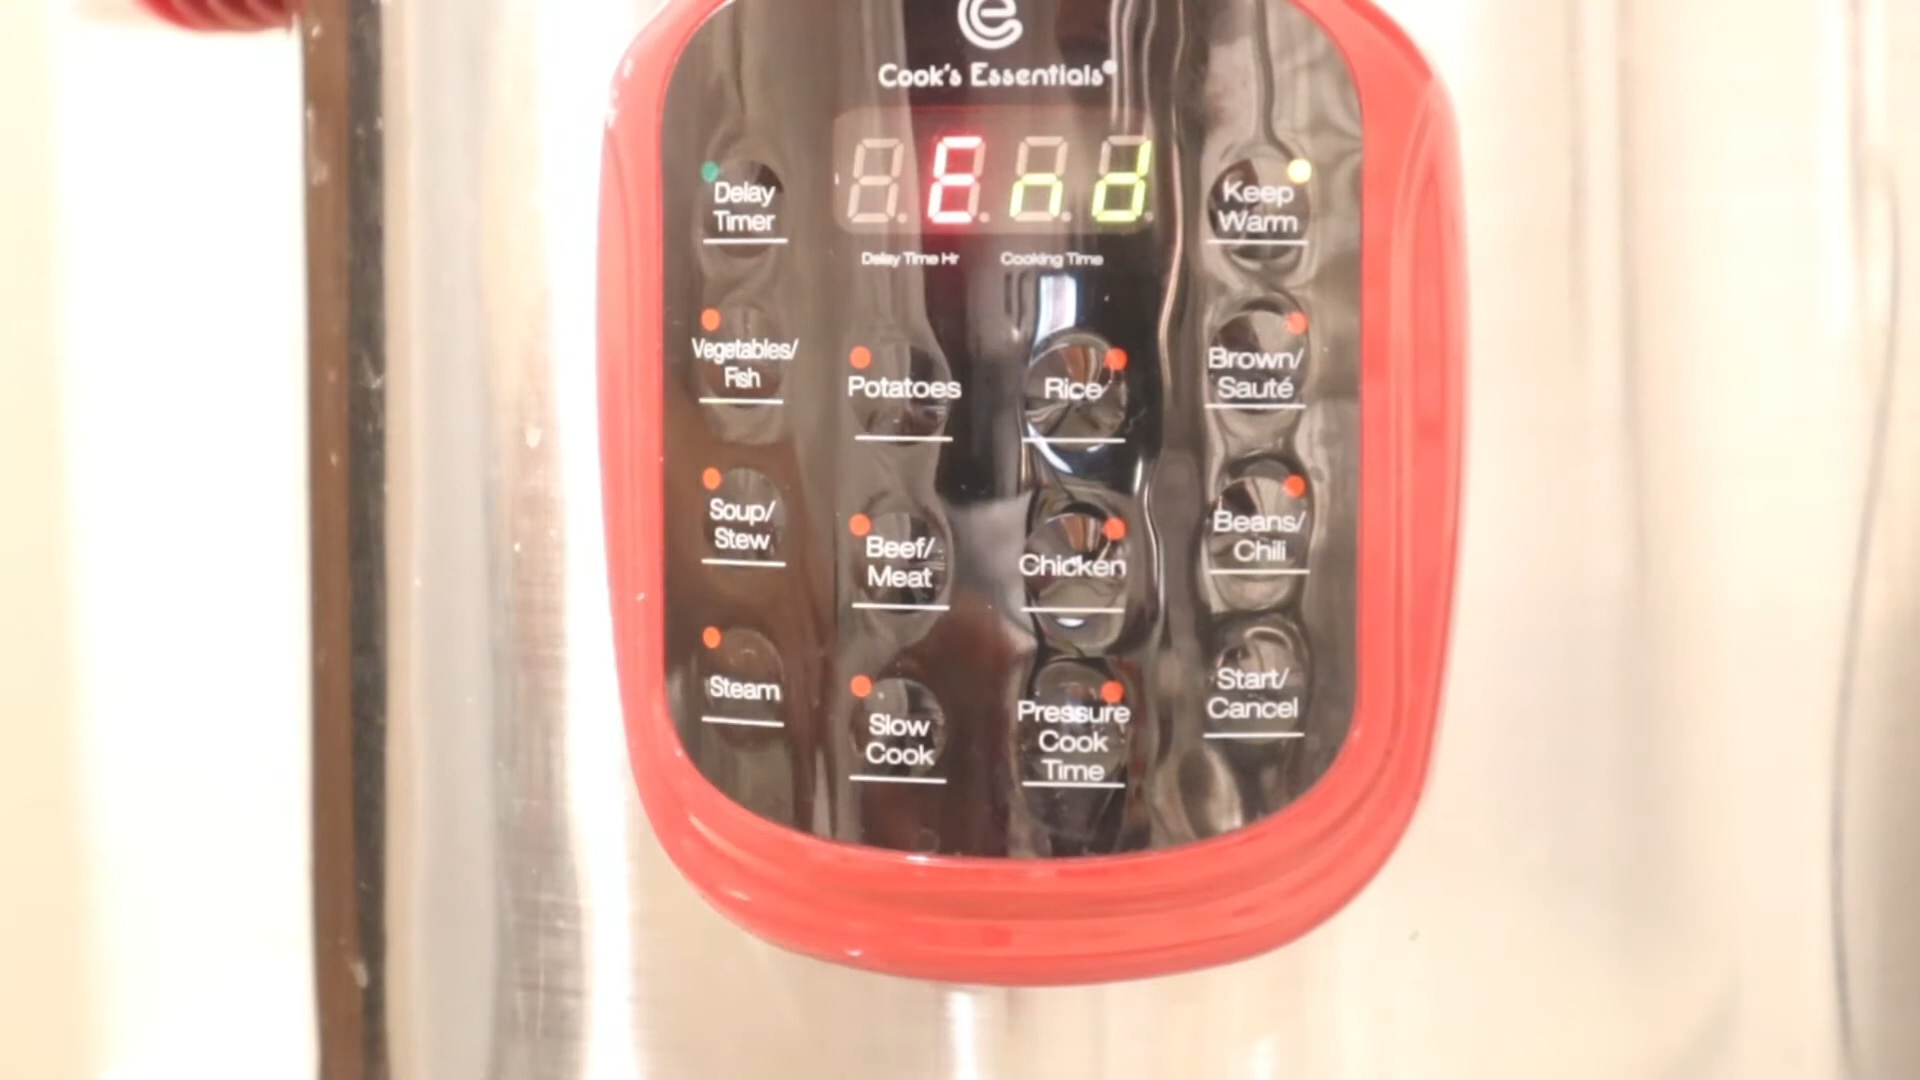 e
Cook's Essentials®
End
Delay Time Hr
Cooking Time
Delay
Timer
Keep
Warm
Vegetables/
Fish
Potatoes
Rice
Brown/
Sauté
Soup/
Stew
Beef/
Meat
Chicken
Beans/
Chili
Steam
Slow
Cook
Pressure
Cook
Time
Start/
Cancel